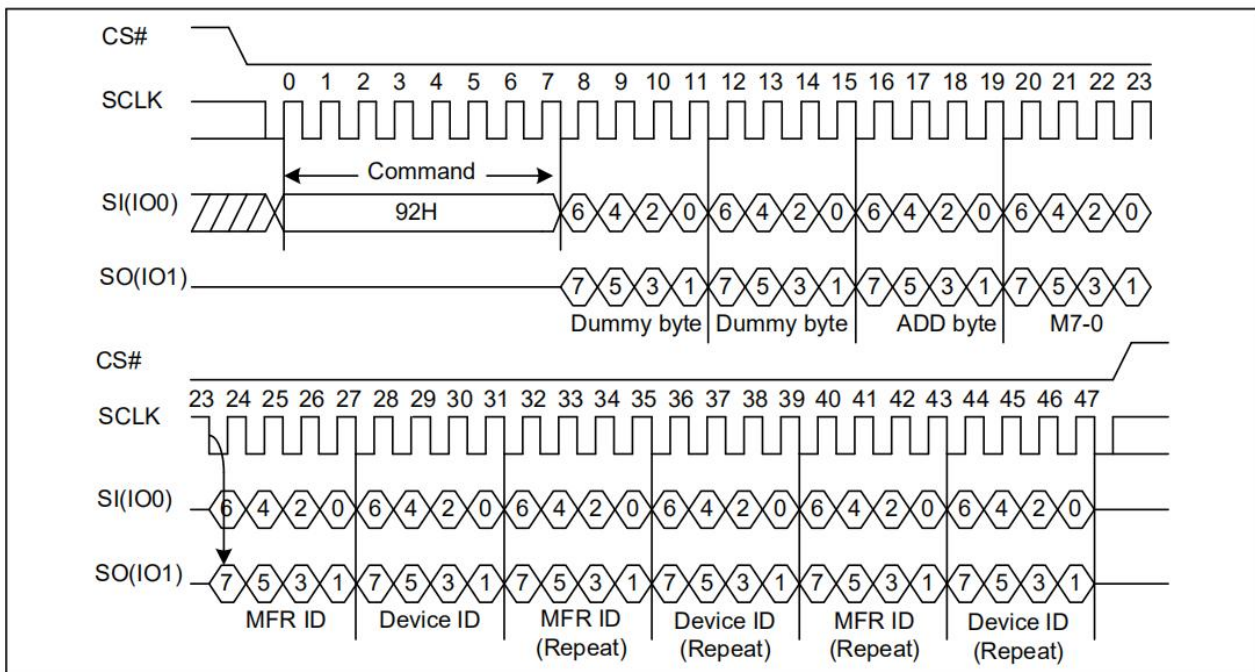 CS#
0 1 2 3 4 5 6 7 8 9 10 11 12 13 14 15 16 17 18 19 20 21 22 23
SCLK
Command
SI(IO0) 92H 6 4 2 0 6 4 2 0 6 4 2 0 6 4 2 0
SO(IO1) 7 5 3 1 7 5 3 1 7 5 3 1 7 5 3 1
Dummy byte Dummy byte ADD byte M7-0
CS#
23 24 25 26 27 28 29 30 31 32 33 34 35 36 37 38 39 40 41 42 43 44 45 46 47
SCLK
SI(IO0) 6 4 2 0 6 4 2 0 6 4 2 0 6 4 2 0 6 4 2 0 6 4 2 0
SO(IO1) 7 5 3 1 7 5 3 1 7 5 3 1 7 5 3 1 7 5 3 1 7 5 3 1
MFR ID Device ID MFR ID Device ID MFR ID Device ID
(Repeat) (Repeat) (Repeat) (Repeat)